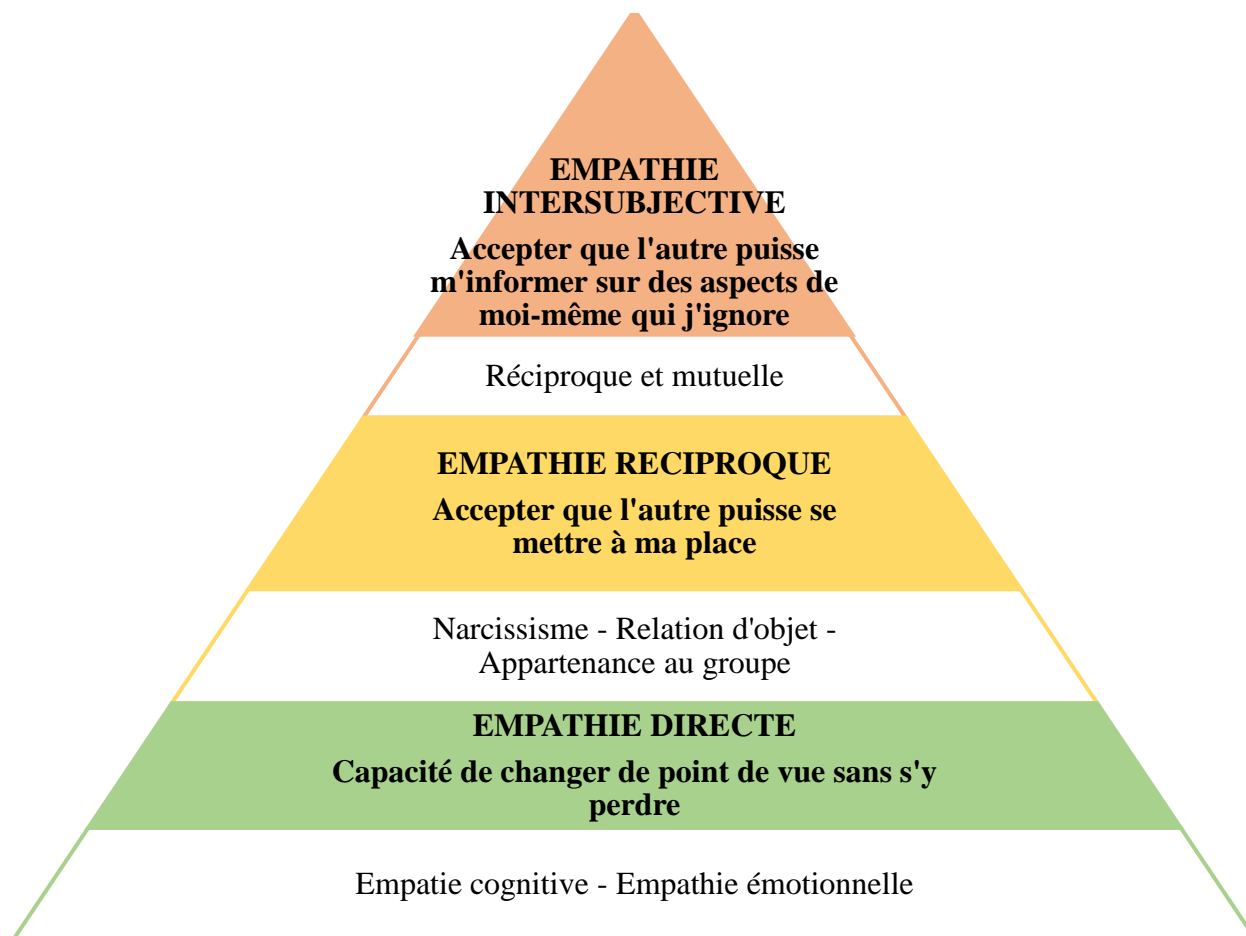 EMPATHIE
INTERSUBJECTIVE
Accepter que l'autre puisse
m'informer sur des aspects de
moi-même qui j'ignore
Réciproque et mutuelle
EMPATHIE RECIPROQUE
Accepter que l'autre puisse se
mettre à ma place
Narcissisme - Relation d'objet -
Appartenance au groupe
EMPATHIE DIRECTE
Capacité de changer de point de vue sans s'y
perdre
Empatie cognitive - Empathie émotionnelle